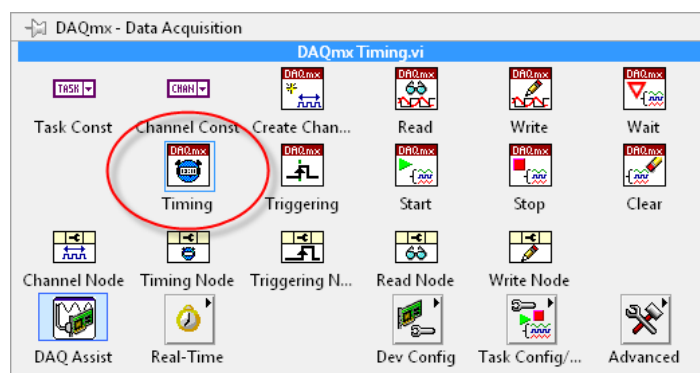 DAQmx - Data Acquisition
DAQmx Timing.vi
TASK
CHAN
DAQmx
DAQmx
DAQmx
DAQmx
Task Const
Channel Const
Create Chan...
Read
Write
Wait
DAQmx
DAQmx
DAQmx
DAQmx
DAQmx
Timing
Triggering
Start
Stop
Clear
Channel Node
Timing Node
Triggering N...
Read Node
Write Node
DAQ Assist
Real-Time
Dev Config
Task Config/...
Advanced